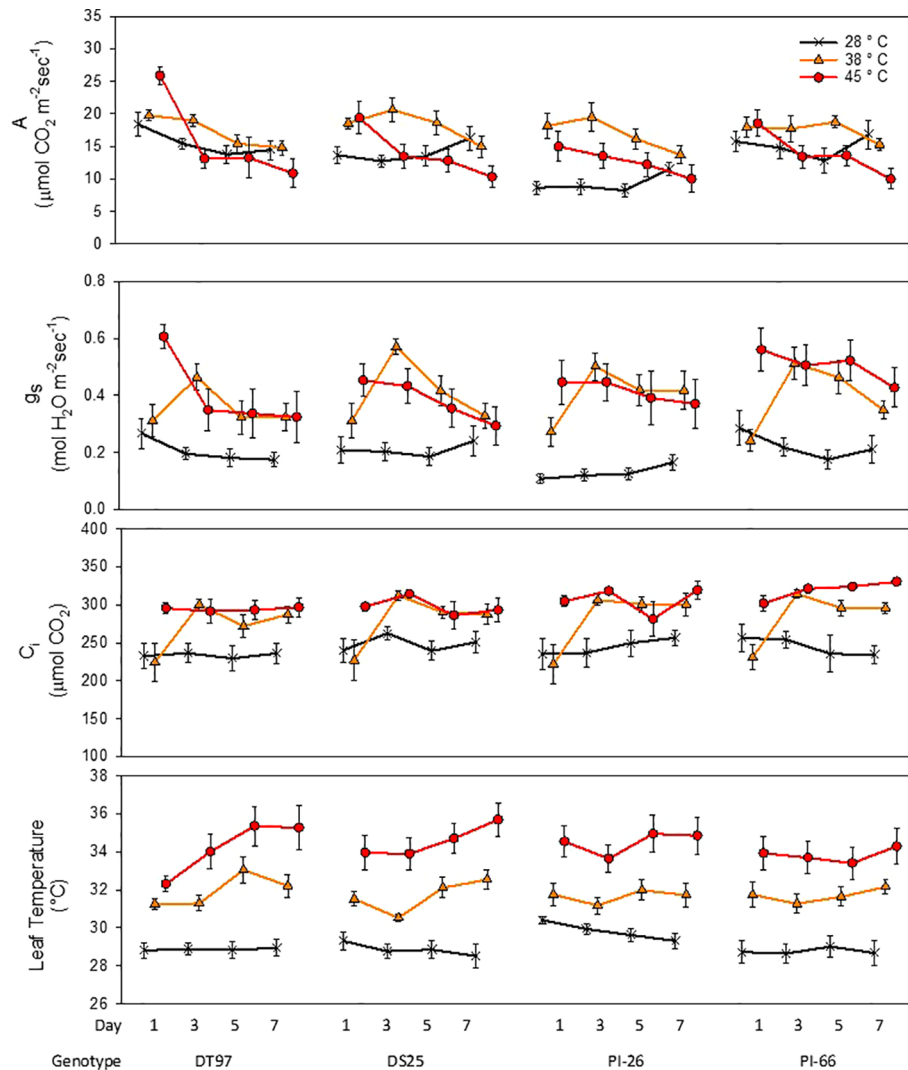 35
30
25
20
15
10
5
0
A
(μmol CO₂ m⁻²sec⁻¹)
28 ° C
38 ° C
45 ° C
0.8
0.6
0.4
0.2
0.0
gₛ
(mol H₂O m⁻²sec⁻¹)
400
350
300
250
200
150
100
Cᵢ
(μmol CO₂)
38
36
34
32
30
28
26
Leaf Temperature
(°C)
Day 1 3 5 7 1 3 5 7 1 3 5 7 1 3 5 7
Genotype DT97 DS25 PI-26 PI-66